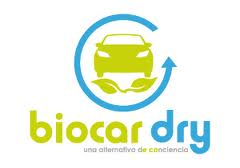 biocar dry
una alternativa de conciencia